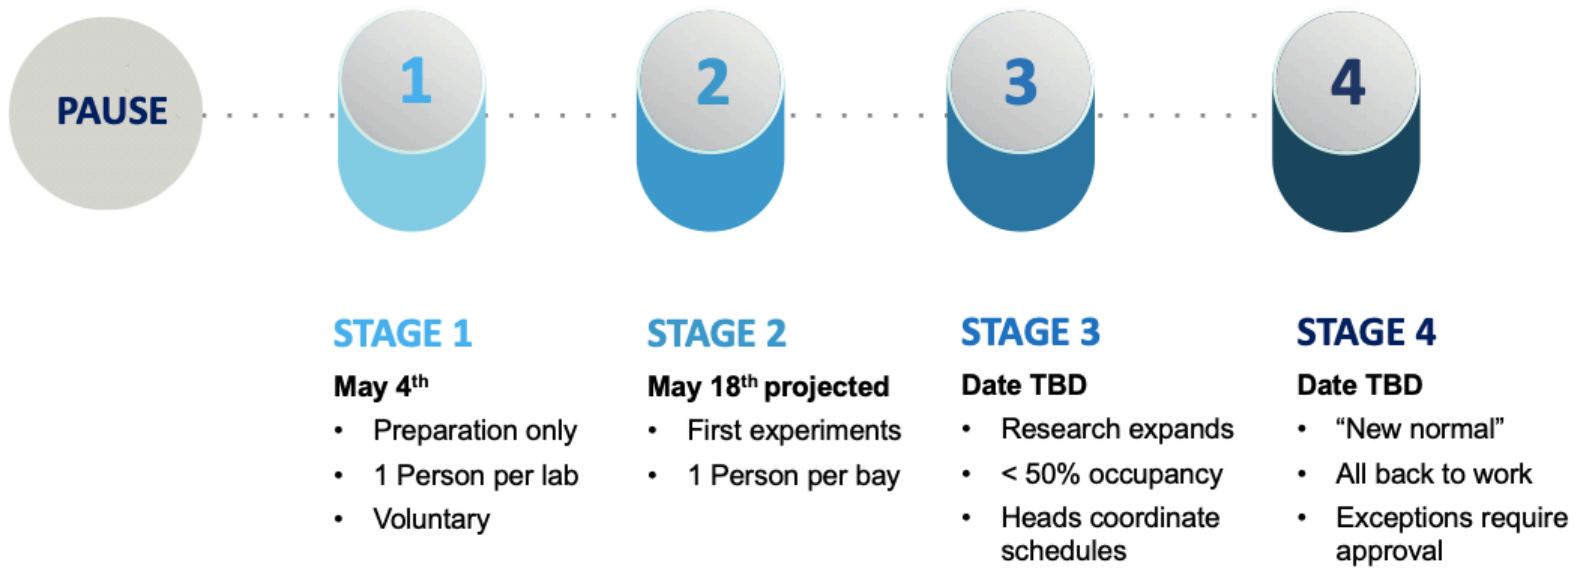 PAUSE
1
2
3
4
STAGE 1
May 4th
• Preparation only
• 1 Person per lab
• Voluntary
STAGE 2
May 18th projected
• First experiments
• 1 Person per bay
STAGE 3
Date TBD
• Research expands
• < 50% occupancy
• Heads coordinate
schedules
STAGE 4
Date TBD
• “New normal”
• All back to work
• Exceptions require
approval